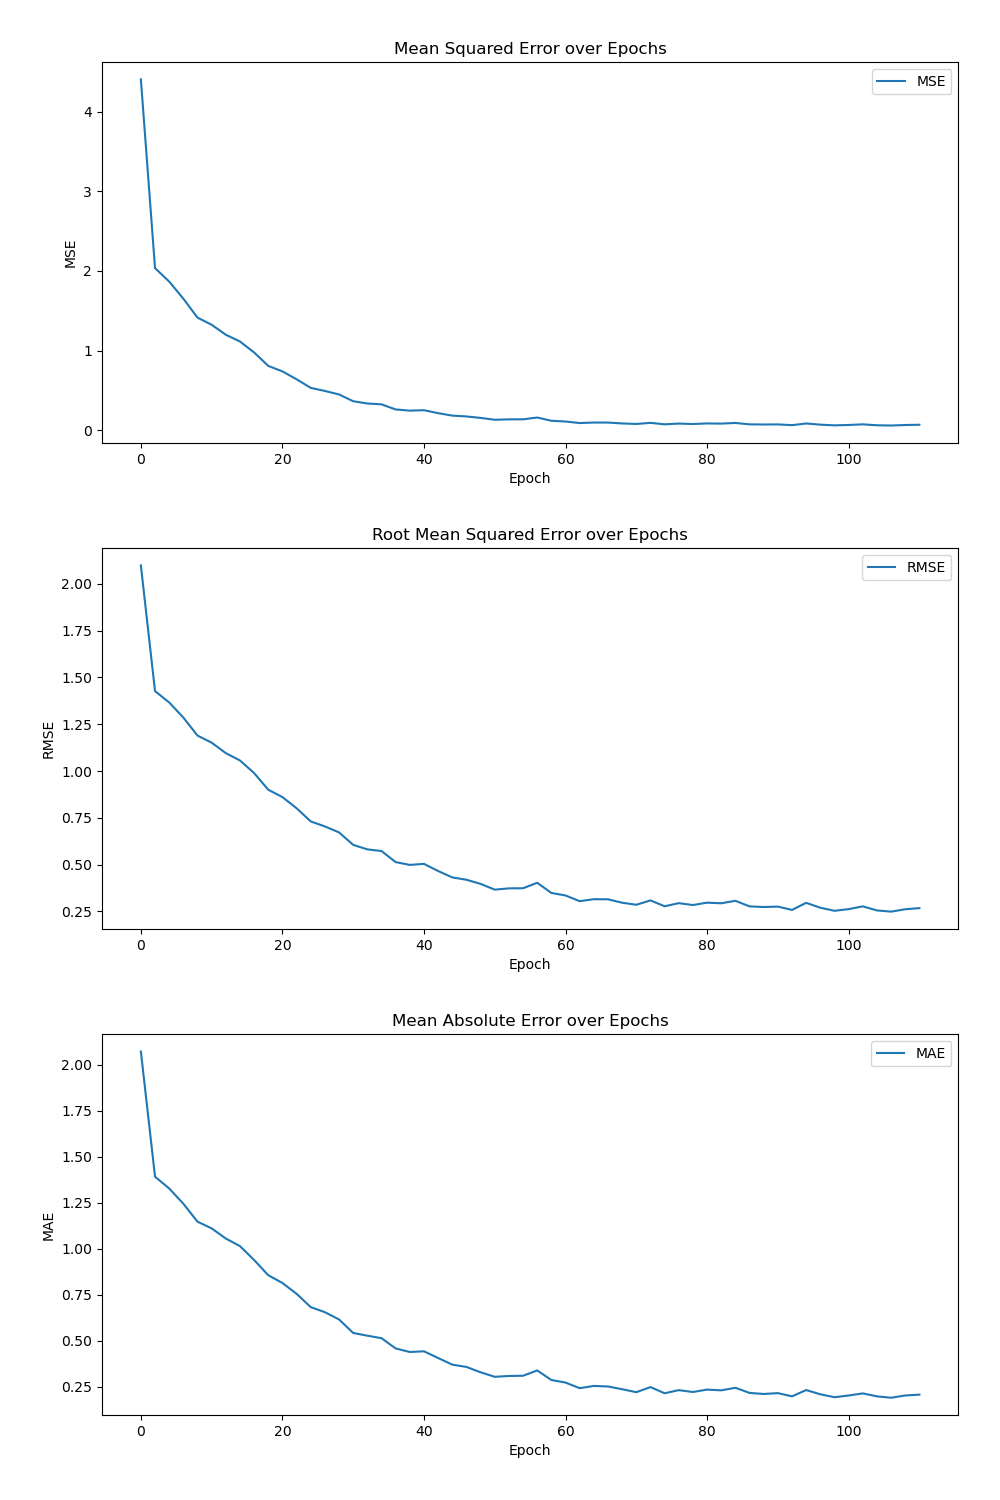 Mean Squared Error over Epochs
MSE
4
3
2
1
0
MSE
0 20 40 60 80 100
Epoch
Root Mean Squared Error over Epochs
RMSE
2.00
1.75
1.50
1.25
1.00
0.75
0.50
0.25
RMSE
0 20 40 60 80 100
Epoch
Mean Absolute Error over Epochs
MAE
2.00
1.75
1.50
1.25
1.00
0.75
0.50
0.25
MAE
0 20 40 60 80 100
Epoch